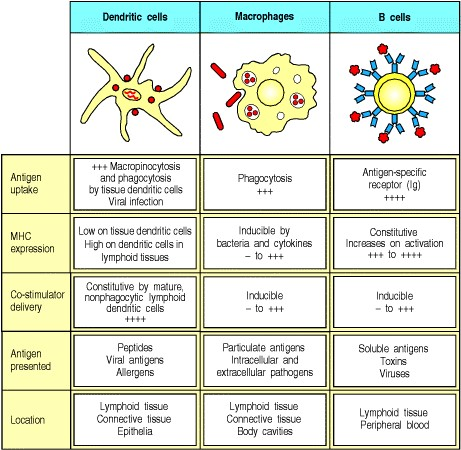 Dendritic cells
Macrophages
B cells
Antigen
uptake
+++ Macropinocytosis
and phagocytosis
by tissue dendritic cells
Viral infection
Phagocytosis
+++
Antigen-specific
receptor (Ig)
++++
MHC
expression
Low on tissue dendritic cells
High on dendritic cells in
lymphoid tissues
Inducible by
bacteria and cytokines
– to +++
Constitutive
Increases on activation
+++ to ++++
Co-stimulator
delivery
Constitutive by mature,
nonphagocytic lymphoid
dendritic cells
++++
Inducible
– to +++
Inducible
– to +++
Antigen
presented
Peptides
Viral antigens
Allergens
Particulate antigens
Intracellular and
extracellular pathogens
Soluble antigens
Toxins
Viruses
Location
Lymphoid tissue
Connective tissue
Epithelia
Lymphoid tissue
Connective tissue
Body cavities
Lymphoid tissue
Peripheral blood